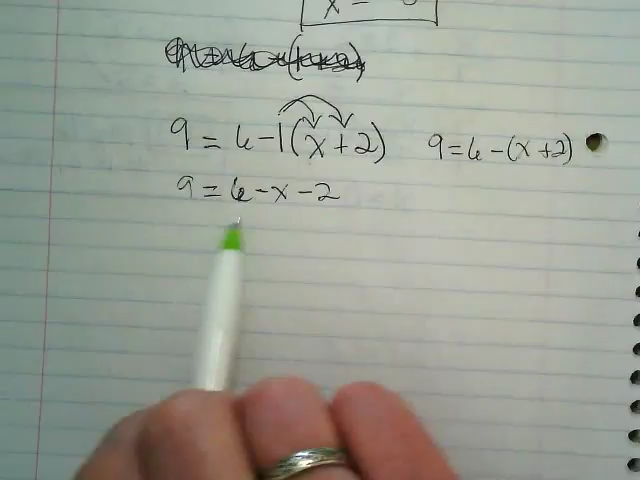 x =
9 = 6 - 1(x + 2)
9 = 6 - (x + 2)
9 = 6 - x - 2